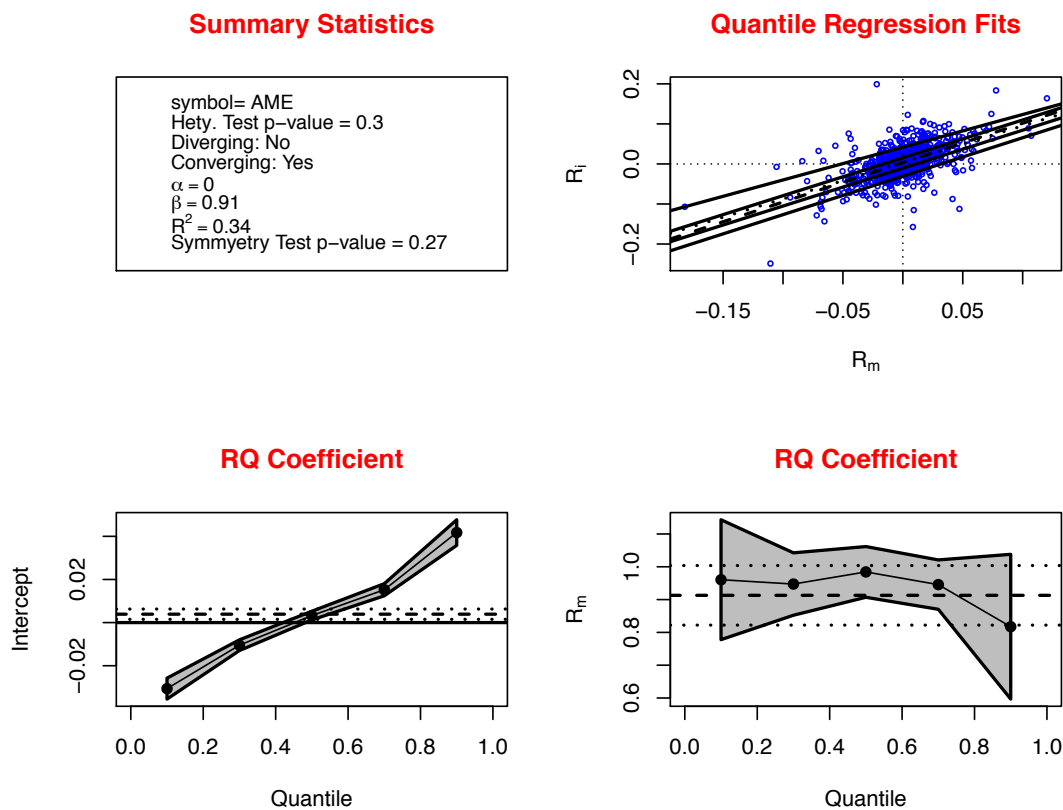 Summary Statistics
symbol= AME
Hety. Test p−value = 0.3
Diverging: No
Converging: Yes
α = 0
β = 0.91
R² = 0.34
Symmyetry Test p−value = 0.27
Quantile Regression Fits
0.2
0.0
−0.2
R_i
−0.15
−0.05
0.05
R_m
RQ Coefficient
0.02
−0.02
Intercept
0.0 0.2 0.4 0.6 0.8 1.0
Quantile
RQ Coefficient
1.0
0.8
0.6
R_m
0.0 0.2 0.4 0.6 0.8 1.0
Quantile